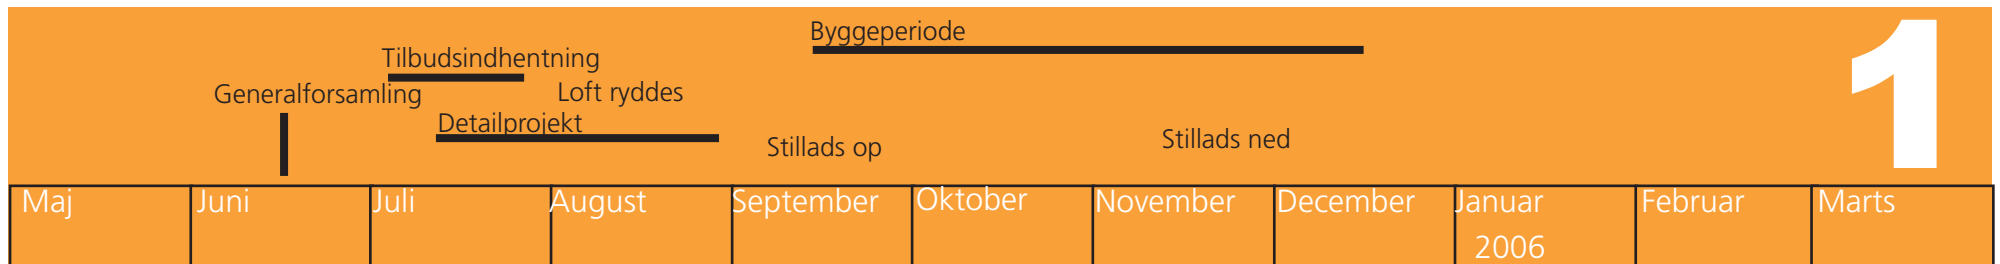 Byggeperiode
1
Tilbudsindhentning
Generalforsamling
Loft ryddes
Detailprojekt
Stillads op
Stillads ned
Maj Juni Juli August September Oktober November December Januar Februar Marts
2006